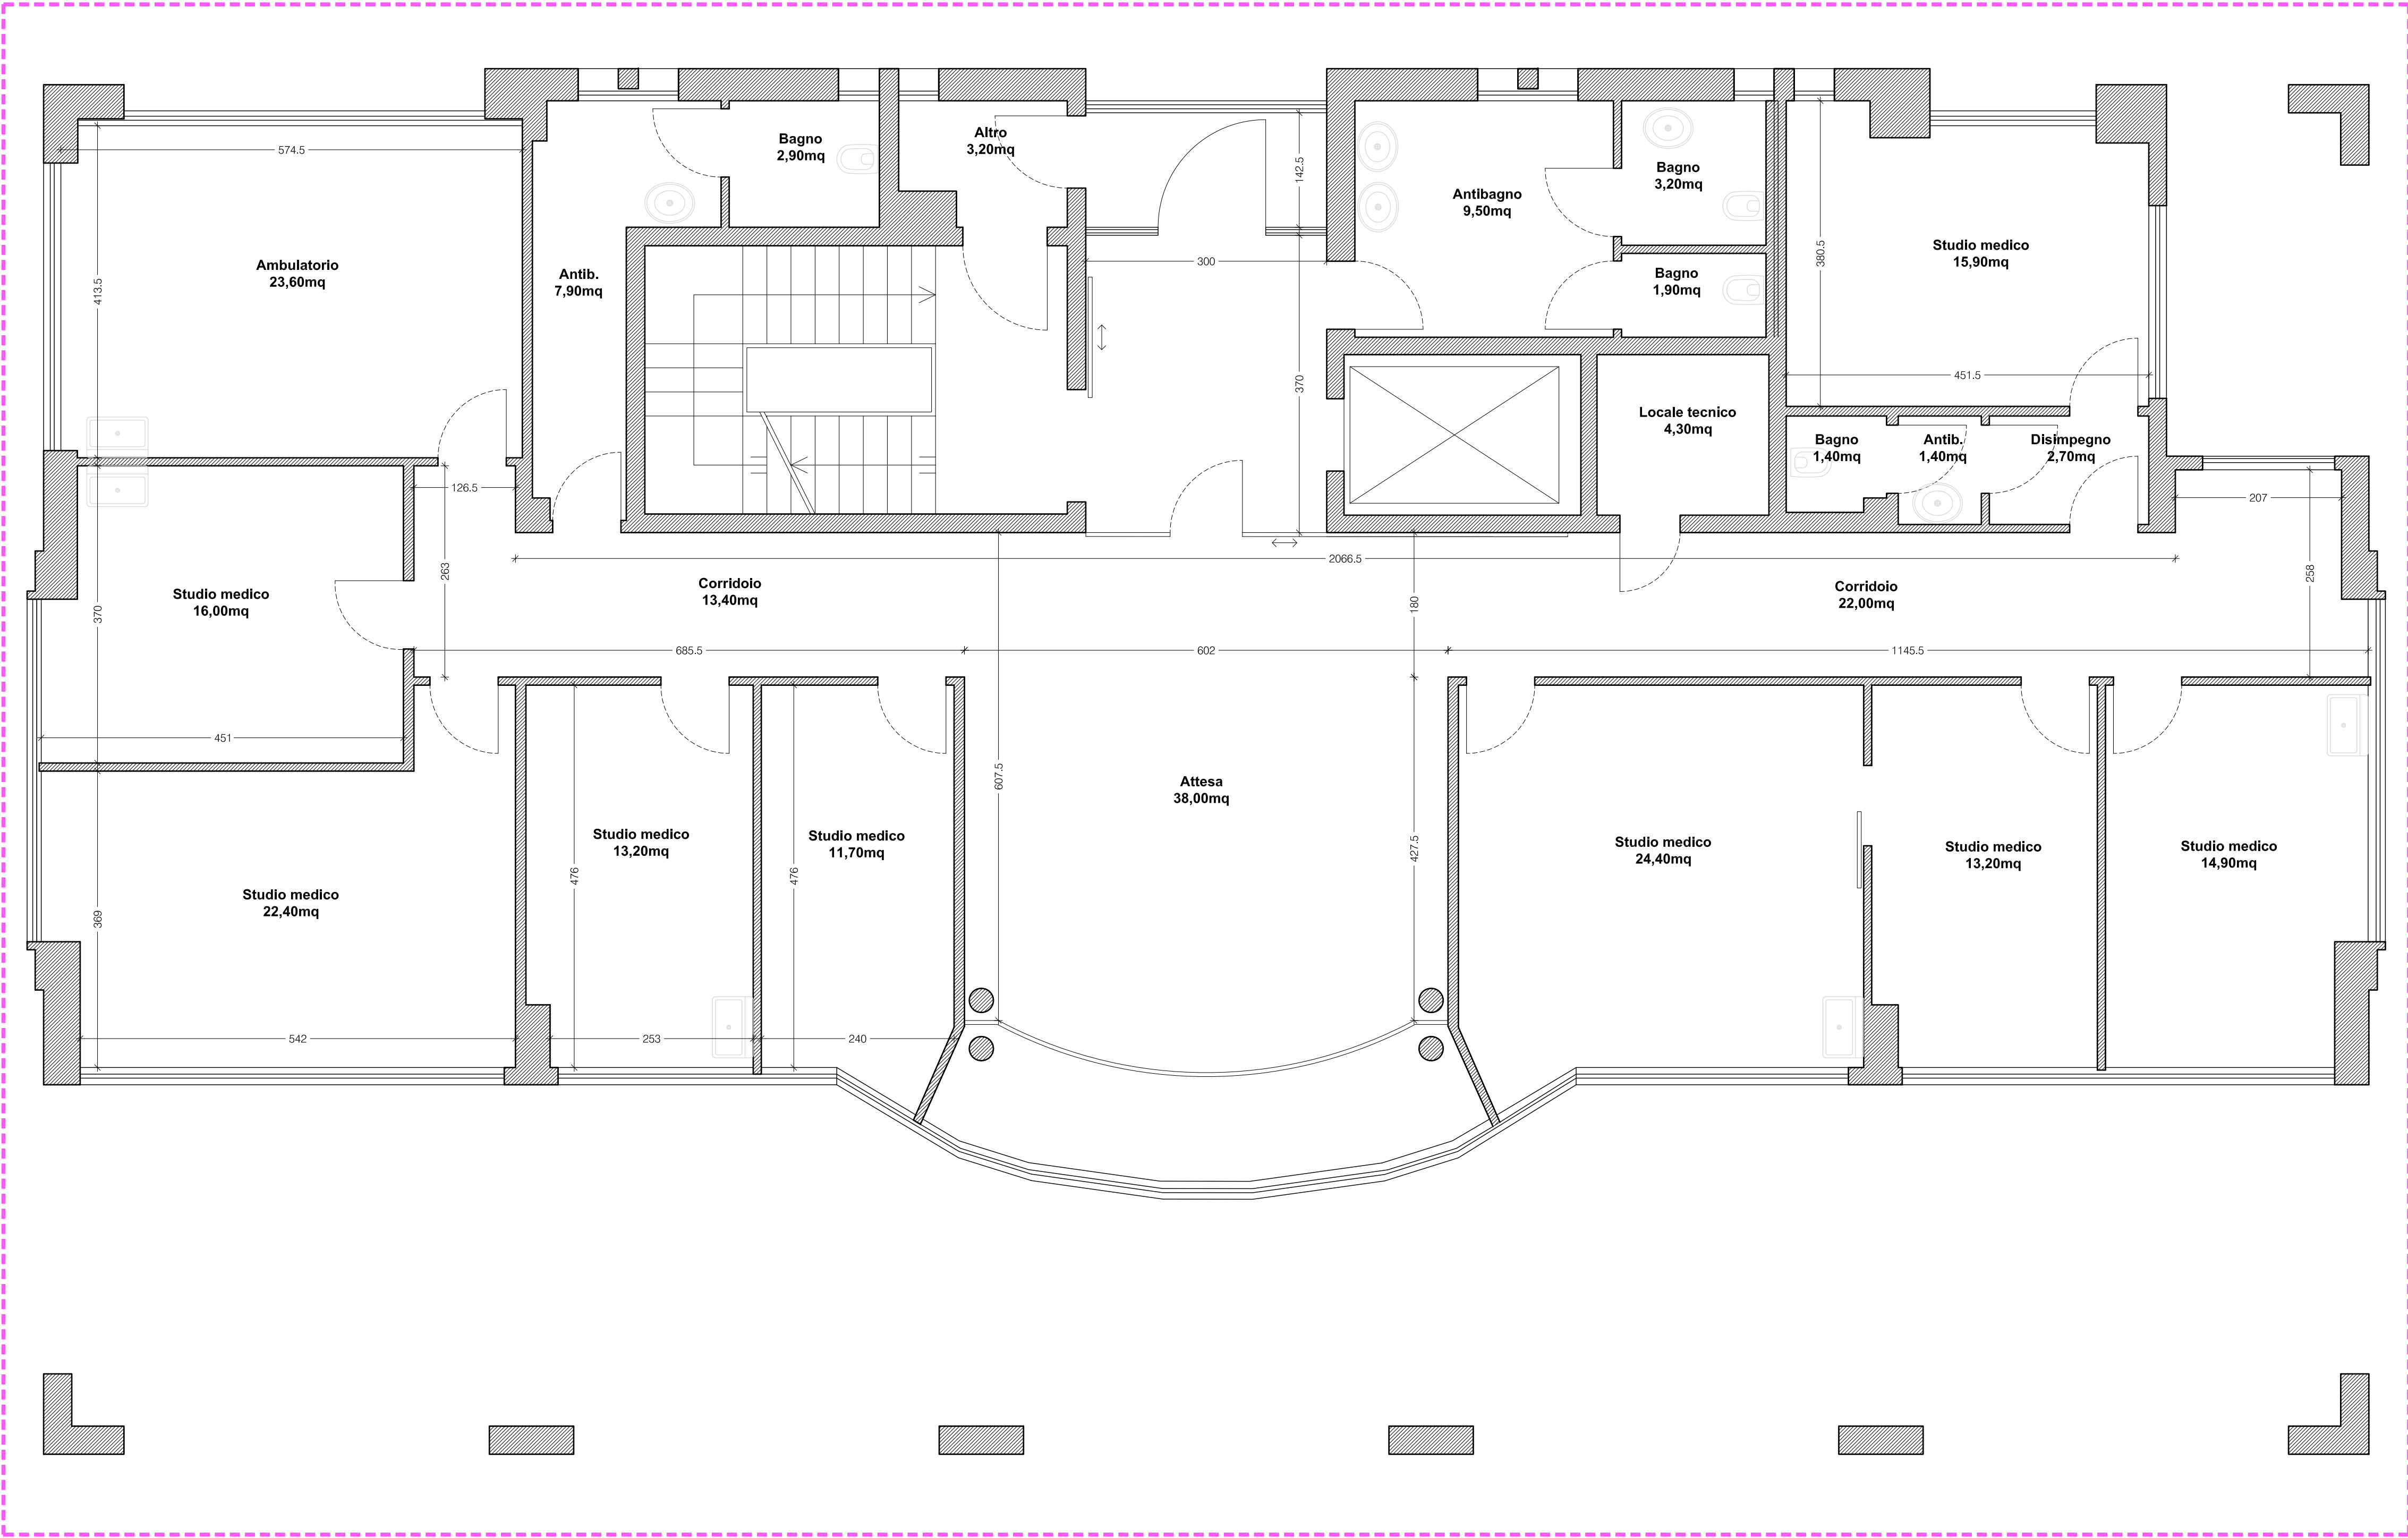 Bagno
2,90mq
Altro
3,20mq
142.5
574.5
Bagno
3,20mq
Antibagno
9,50mq
Studio medico
15,90mq
380.5
Ambulatorio
23,60mq
413.5
Antib.
7,90mq
300
Bagno
1,90mq
370
451.5
Locale tecnico
4,30mq
Bagno
1,40mq
Antib.
1,40mq
Disimpegno
2,70mq
126.5
207
2066.5
263
258
Studio medico
16,00mq
370
Corridoio
13,40mq
180
Corridoio
22,00mq
685.5
602
1145.5
451
607.5
Attesa
38,00mq
Studio medico
13,20mq
Studio medico
11,70mq
427.5
Studio medico
24,40mq
Studio medico
13,20mq
Studio medico
14,90mq
476
476
Studio medico
22,40mq
369
542
253
240